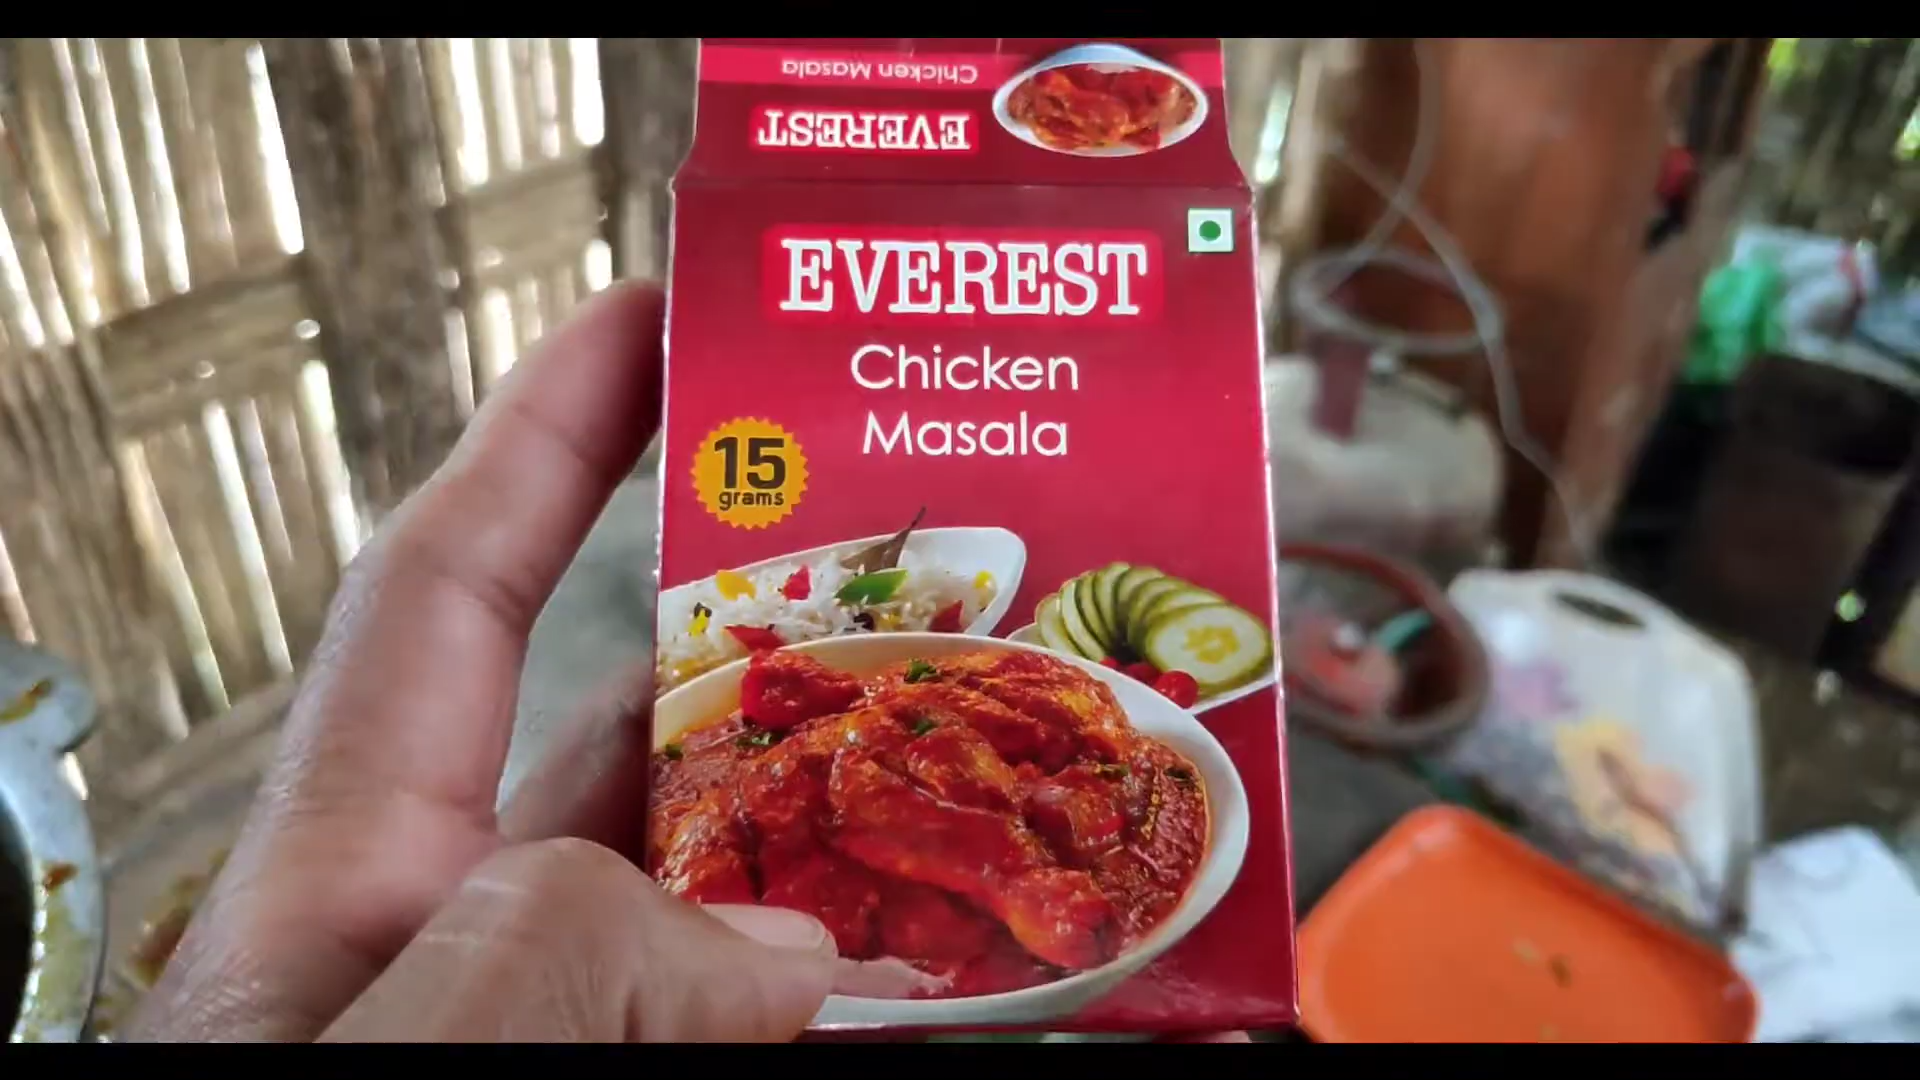 Chicken Masala
EVEREST
EVEREST
Chicken
Masala
15
grams